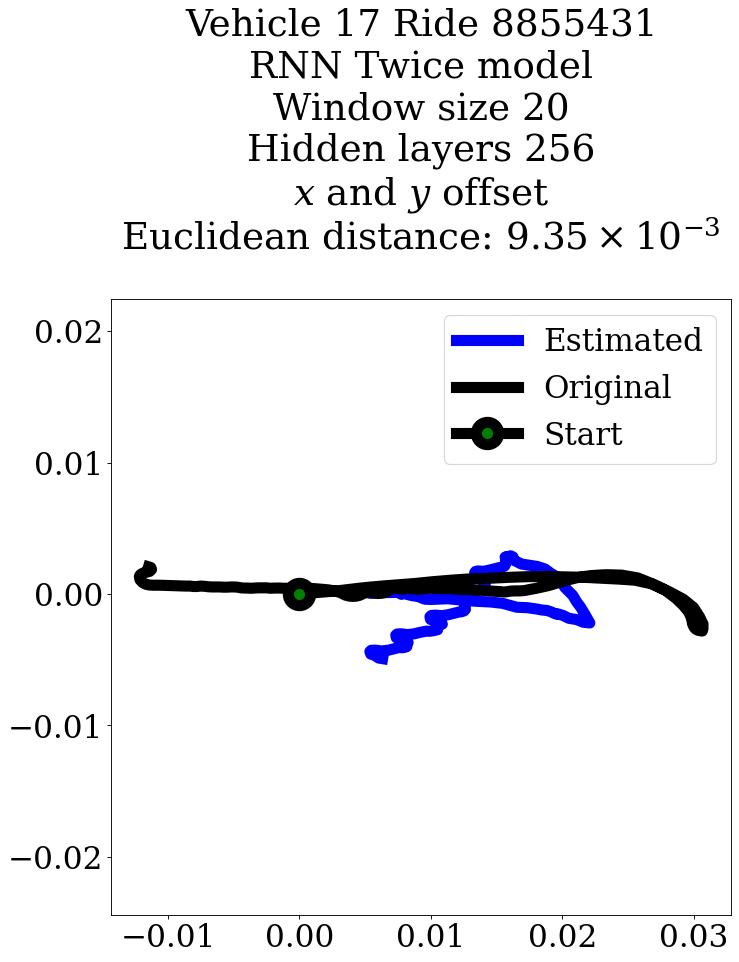 Vehicle 17 Ride 8855431
RNN Twice model
Window size 20
Hidden layers 256
x and y offset
Euclidean distance: 9.35 × 10⁻³
Estimated
Original
Start
0.02
0.01
0.00
−0.01
−0.02
−0.01 0.00 0.01 0.02 0.03